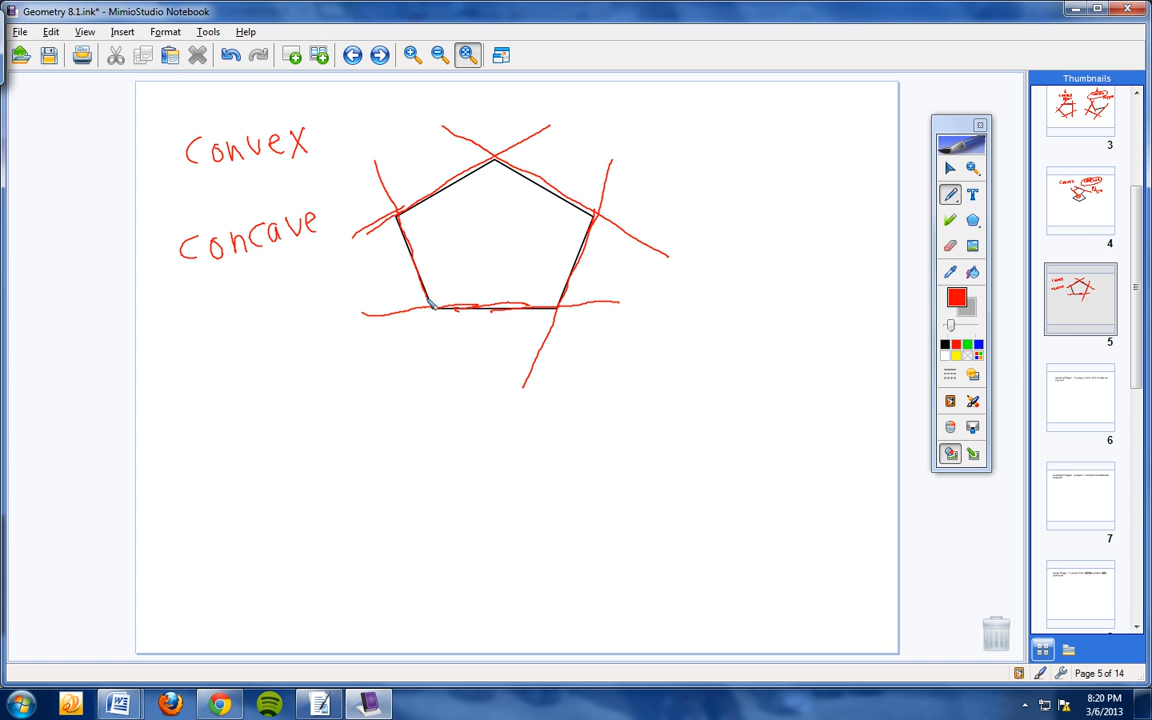 Geometry 8.1.ink* - MimioStudio Notebook
File Edit View Insert Format Tools Help
Thumbnails
Convex
Concave
3
4
5
6
7
Page 5 of 14
8:20 PM
3/6/2013